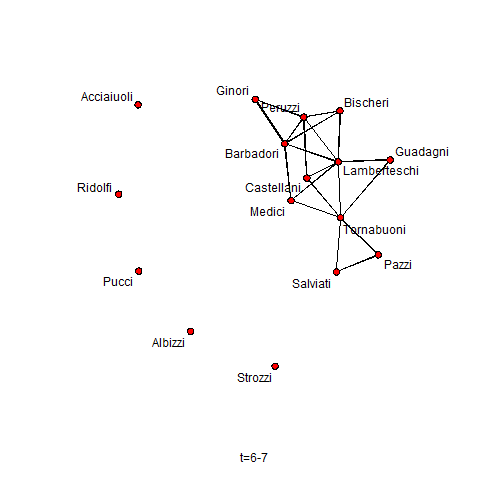 Ginori
Acciaiuoli
Peruzzi
Bischeri
Barbadori
Guadagni
Lamberteschi
Ridolfi
Castellani
Medici
Tornabuoni
Pazzi
Pucci
Salviati
Albizzi
Strozzi
t=6-7